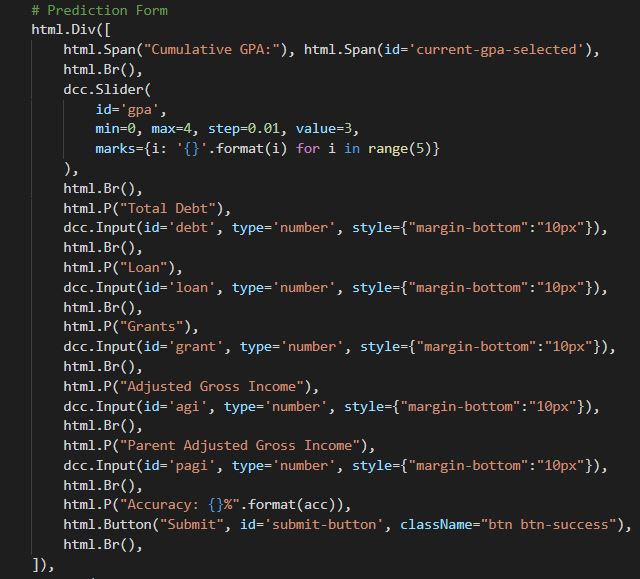 # Prediction Form
html.Div([
html.Span("Cumulative GPA:"), html.Span(id='current-gpa-selected'),
html.Br(),
dcc.Slider(
id='gpa',
min=0, max=4, step=0.01, value=3,
marks={i: '{}'.format(i) for i in range(5)}
),
html.Br(),
html.P("Total Debt"),
dcc.Input(id='debt', type='number', style={"margin-bottom":"10px"}),
html.Br(),
html.P("Loan"),
dcc.Input(id='loan', type='number', style={"margin-bottom":"10px"}),
html.Br(),
html.P("Grants"),
dcc.Input(id='grant', type='number', style={"margin-bottom":"10px"}),
html.Br(),
html.P("Adjusted Gross Income"),
dcc.Input(id='agi', type='number', style={"margin-bottom":"10px"}),
html.Br(),
html.P("Parent Adjusted Gross Income"),
dcc.Input(id='pagi', type='number', style={"margin-bottom":"10px"}),
html.Br(),
html.P("Accuracy: {}%".format(acc)),
html.Button("Submit", id='submit-button', className="btn btn-success"),
html.Br(),
]),